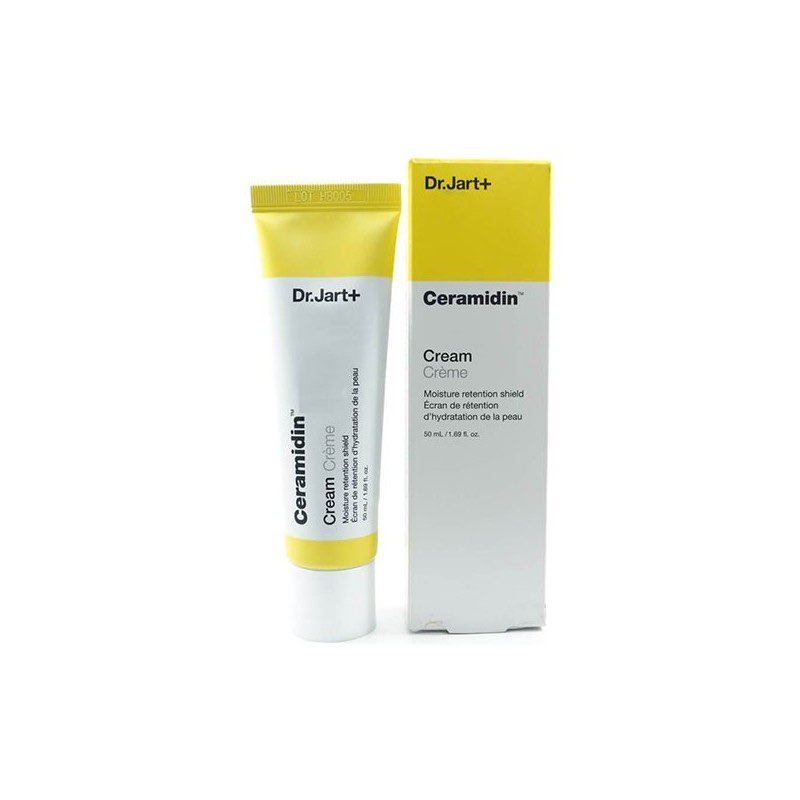 LOT HBC05
Dr.Jart+
Ceramidin™
Cream Crème
Moisture retention shield
Écran de rétention d'hydratation de la peau
50 mL / 1.69 fl. oz.
Dr.Jart+
Ceramidin™
Cream
Crème
Moisture retention shield
Écran de rétention
d'hydratation de la peau
50 mL / 1.69 fl. oz.